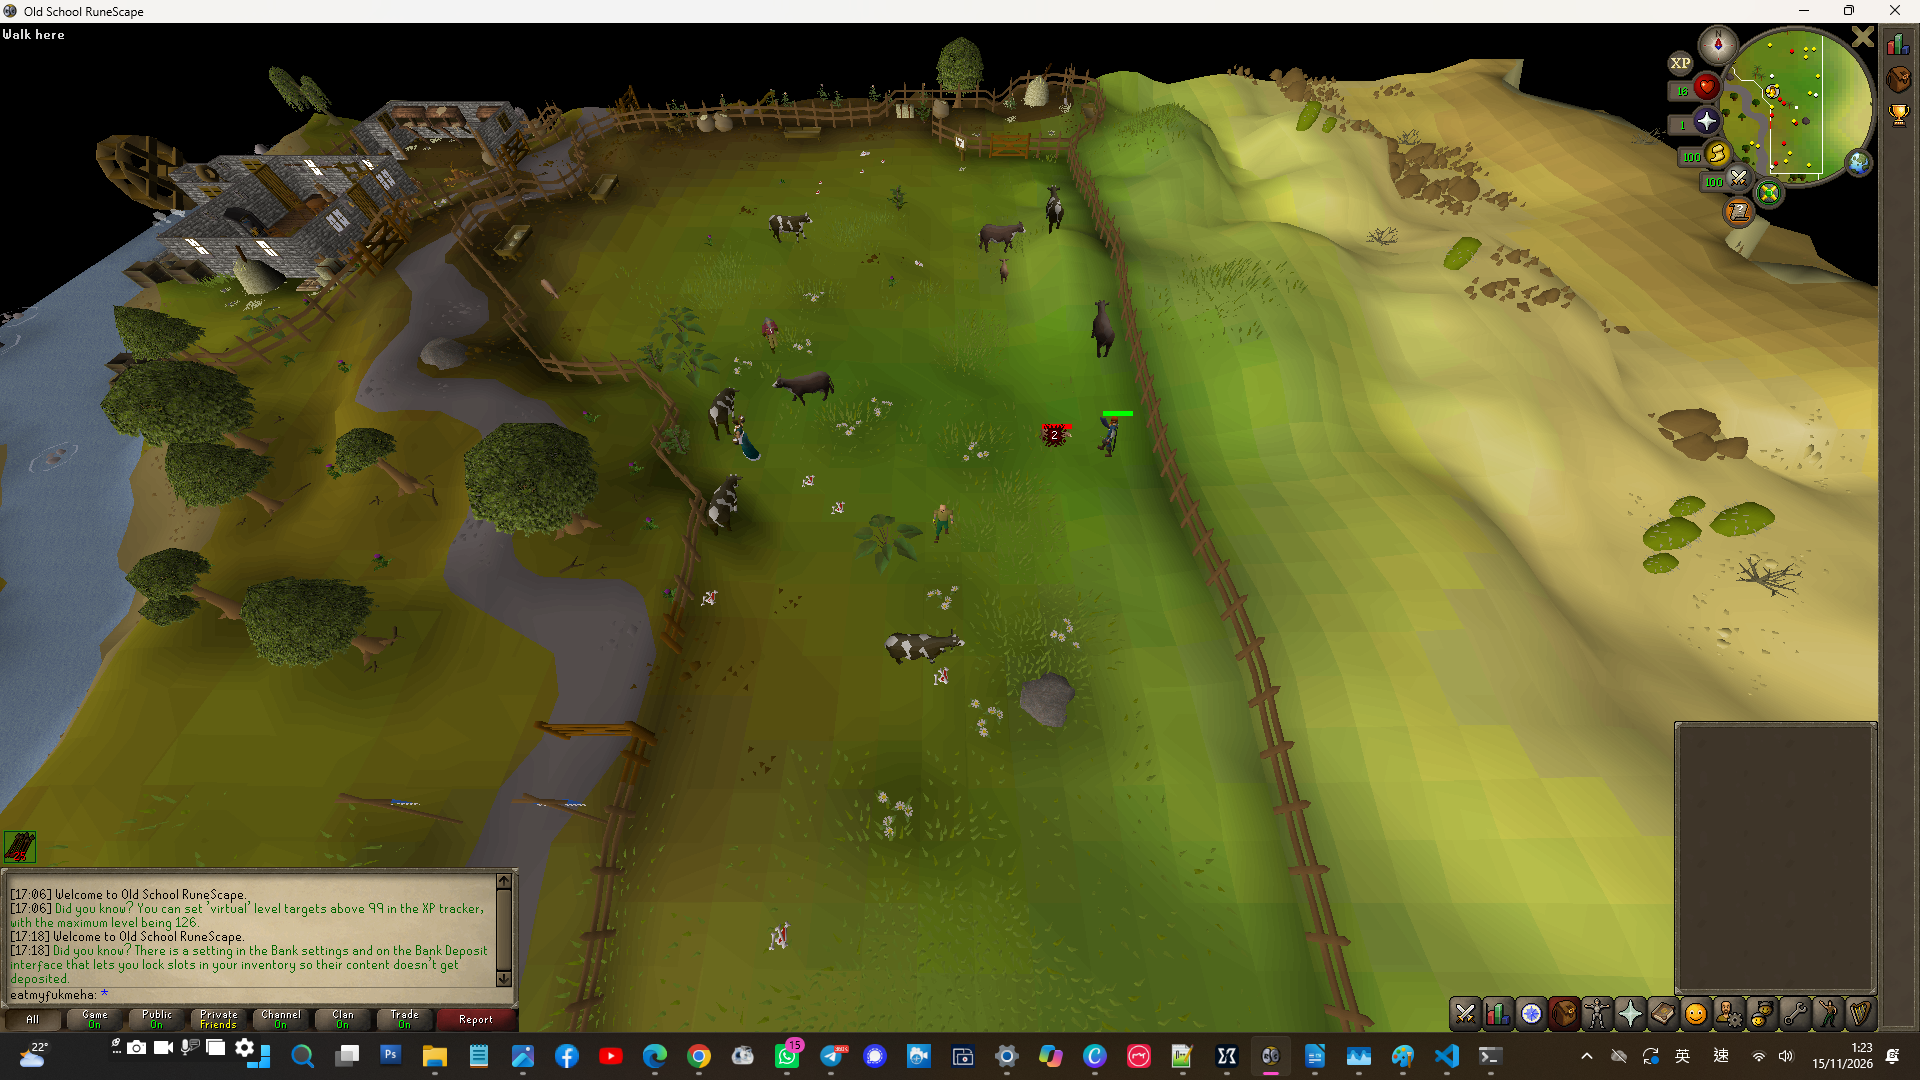 Old School RuneScape
Walk here
N
XP
16
1
100
100
2
23
[17:06] Welcome to Old School RuneScape.
[17:06] Did you know? You can set 'virtual' level targets above 99 in the XP tracker,
with the maximum level being 126.
[17:18] Welcome to Old School RuneScape.
[17:18] Did you know? There is a setting in the Bank settings and on the Bank Deposit
interface that lets you lock slots in your inventory so their content doesn't get
deposited.
eatmyfukmeha: *
All
Game
On
Public
On
Private
Friends
Channel
On
Clan
On
Trade
On
Report
22°
Ps
15
英
速
1:23
15/11/2026